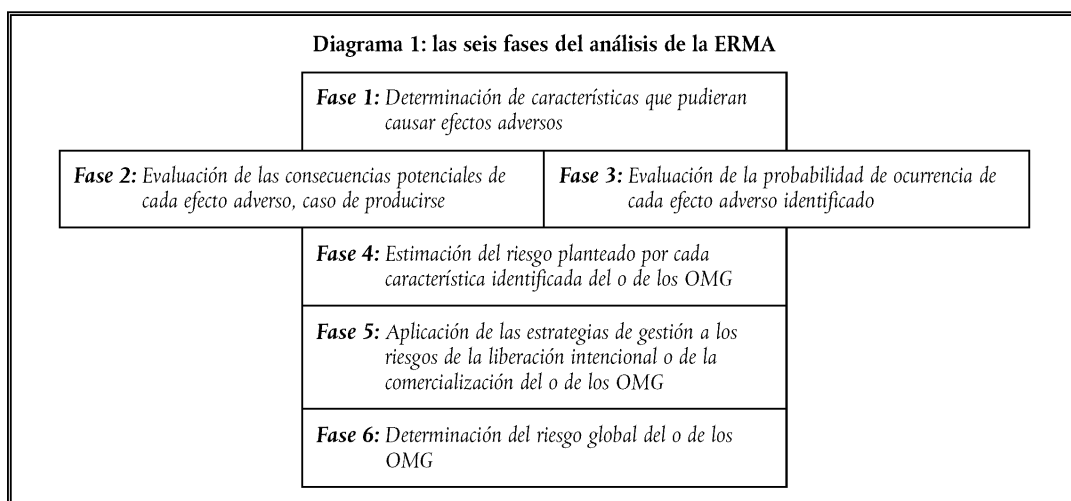 Diagrama 1: las seis fases del análisis de la ERMA
Fase 1: Determinación de características que pudieran
causar efectos adversos
Fase 2: Evaluación de las consecuencias potenciales de
cada efecto adverso, caso de producirse
Fase 3: Evaluación de la probabilidad de ocurrencia de
cada efecto adverso identificado
Fase 4: Estimación del riesgo planteado por cada
característica identificada del o de los OMG
Fase 5: Aplicación de las estrategias de gestión a los
riesgos de la liberación intencional o de la
comercialización del o de los OMG
Fase 6: Determinación del riesgo global del o de los
OMG